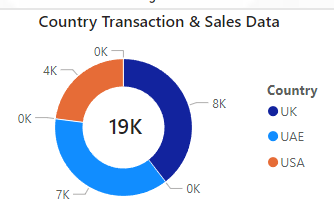 Country Transaction & Sales Data
0K
4K
8K
0K
19K
7K
0K
Country
UK
UAE
USA